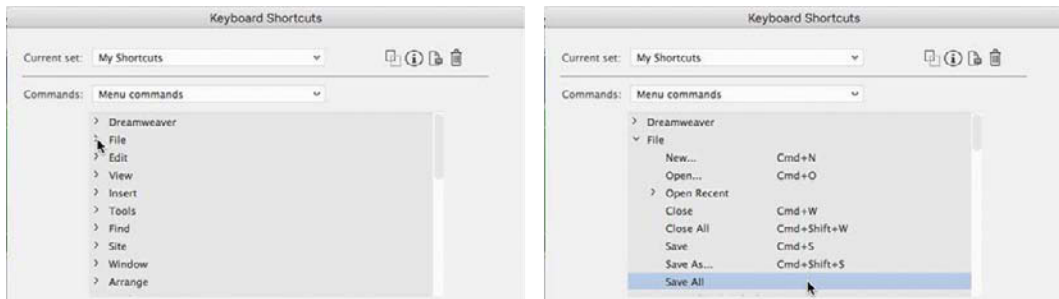 Keyboard Shortcuts
Current set: My Shortcuts
Commands: Menu commands
Dreamweaver
File
Edit
View
Insert
Tools
Find
Site
Window
Arrange
Keyboard Shortcuts
Current set: My Shortcuts
Commands: Menu commands
Dreamweaver
File
New... Cmd+N
Open... Cmd+O
Open Recent
Close Cmd+W
Close All Cmd+Shift+W
Save Cmd+S
Save As... Cmd+Shift+S
Save All